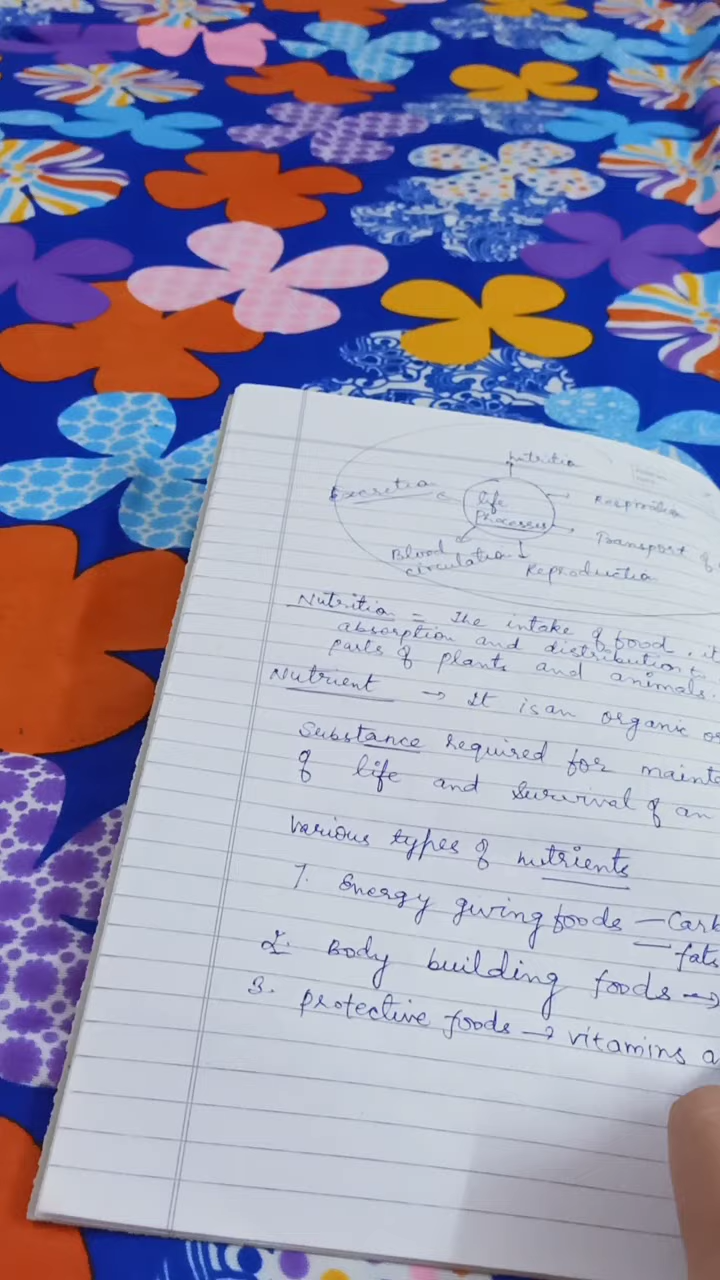 Nutrition
Excretion
life
Processes
Respiration
Transport of
Blood
circulation
Reproduction
Nutrition = The intake of food, it
absorption and distribution
parts of plants and animals.
Nutrient → It is an organic or
Substance required for mainte
of life and survival of an
various types of nutrients
1. Energy giving foods — Carb
— fats
2. Body building foods →
3. protective foods → vitamins a